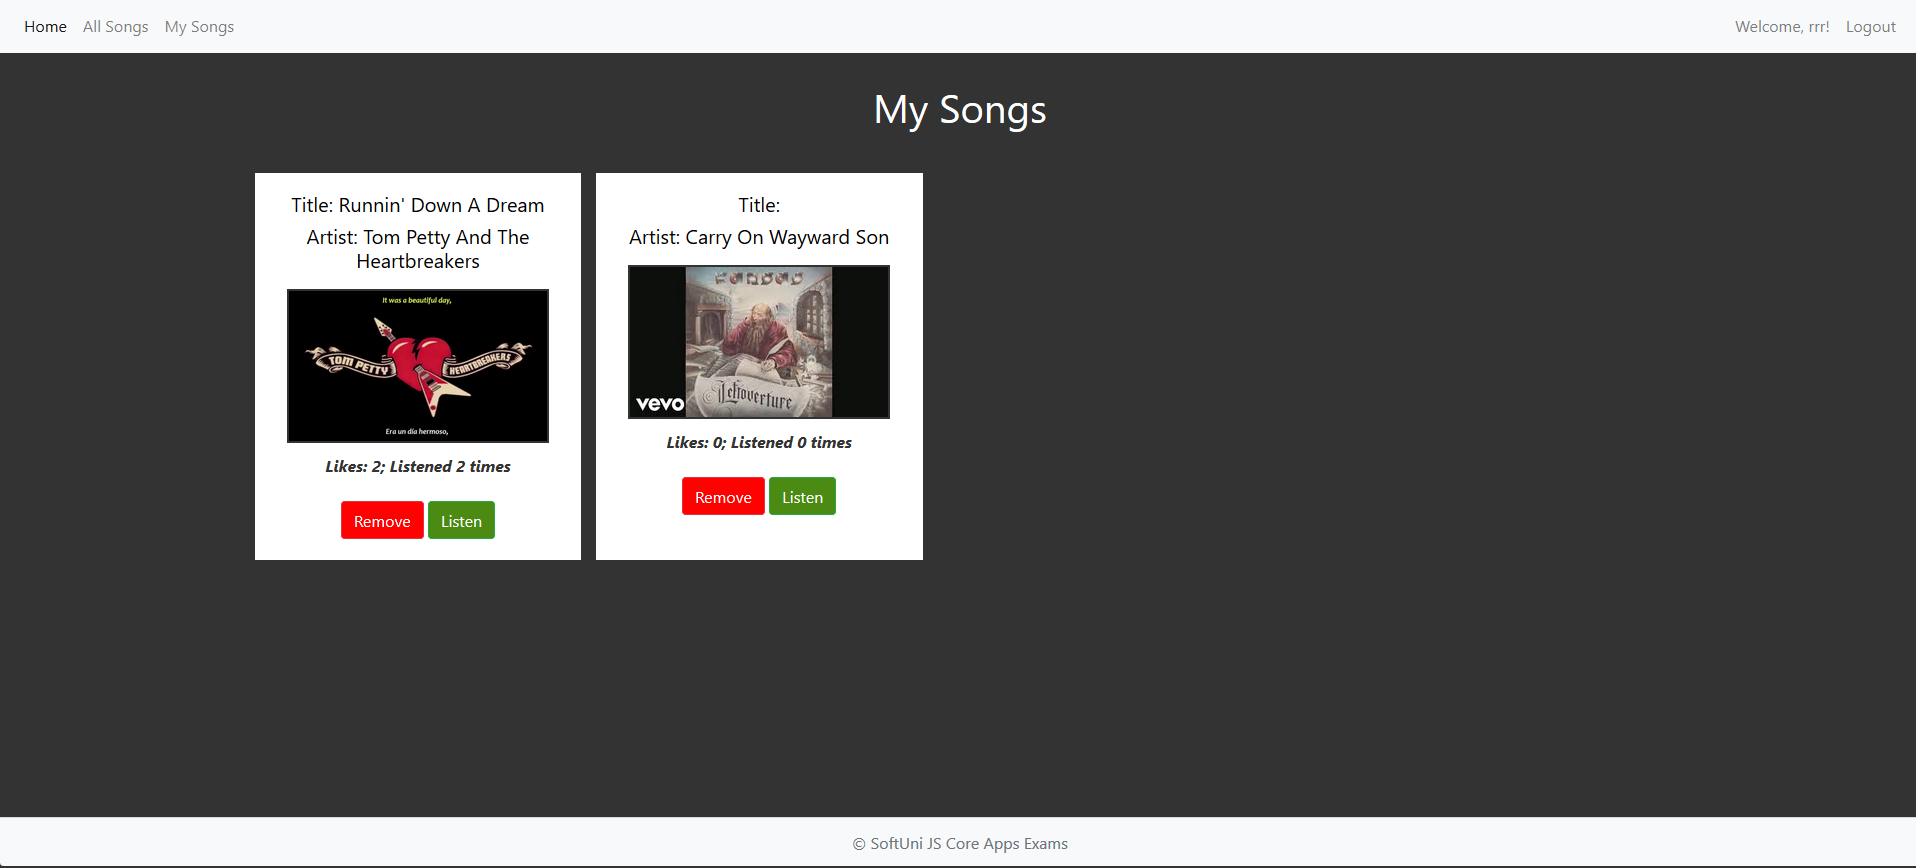 Home All Songs My Songs Welcome, rrr! Logout
My Songs
Title: Runnin' Down A Dream
Artist: Tom Petty And The
Heartbreakers
It was a beautiful day,
TOM PETTY HEARTBREAKERS
Era un día hermoso,
Likes: 2; Listened 2 times
Remove Listen
Title:
Artist: Carry On Wayward Son
KANSAS
Leftoverture
vevo
Likes: 0; Listened 0 times
Remove Listen
© SoftUni JS Core Apps Exams